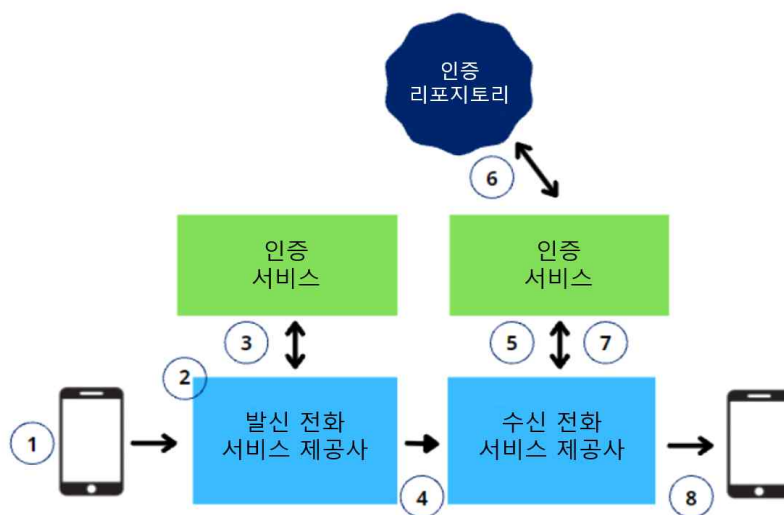 인증
리포지토리
6
인증
서비스
인증
서비스
3
5
7
2
1
발신 전화
서비스 제공사
수신 전화
서비스 제공사
4
8